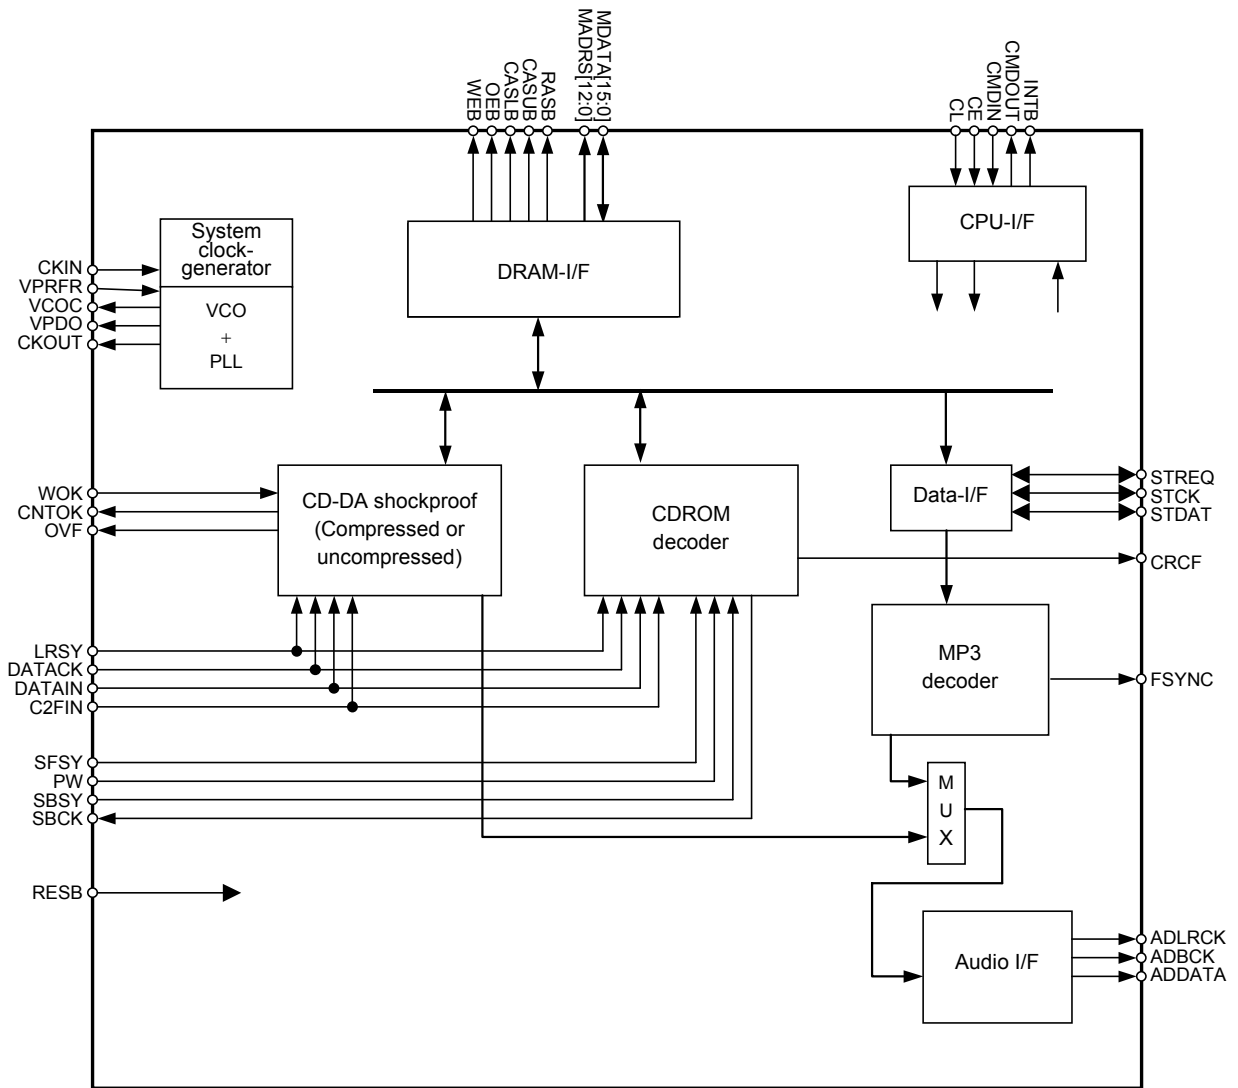 WEB
OEB
CASLB
CASUB
RASB
MADRS[12:0]
MDATA[15:0]
CL
CE
CMDIN
CMDOUT
INTB
System
clock-
generator
VCO
+
PLL
CKIN
VPRFR
VCOC
VPDO
CKOUT
DRAM-I/F
CPU-I/F
WOK
CNTOK
OVF
CD-DA shockproof
(Compressed or
uncompressed)
CDROM
decoder
Data-I/F
STREQ
STCK
STDAT
CRCF
LRSY
DATACK
DATAIN
C2FIN
MP3
decoder
FSYNC
SFSY
PW
SBSY
SBCK
M
U
X
RESB
Audio I/F
ADLRCK
ADBCK
ADDATA